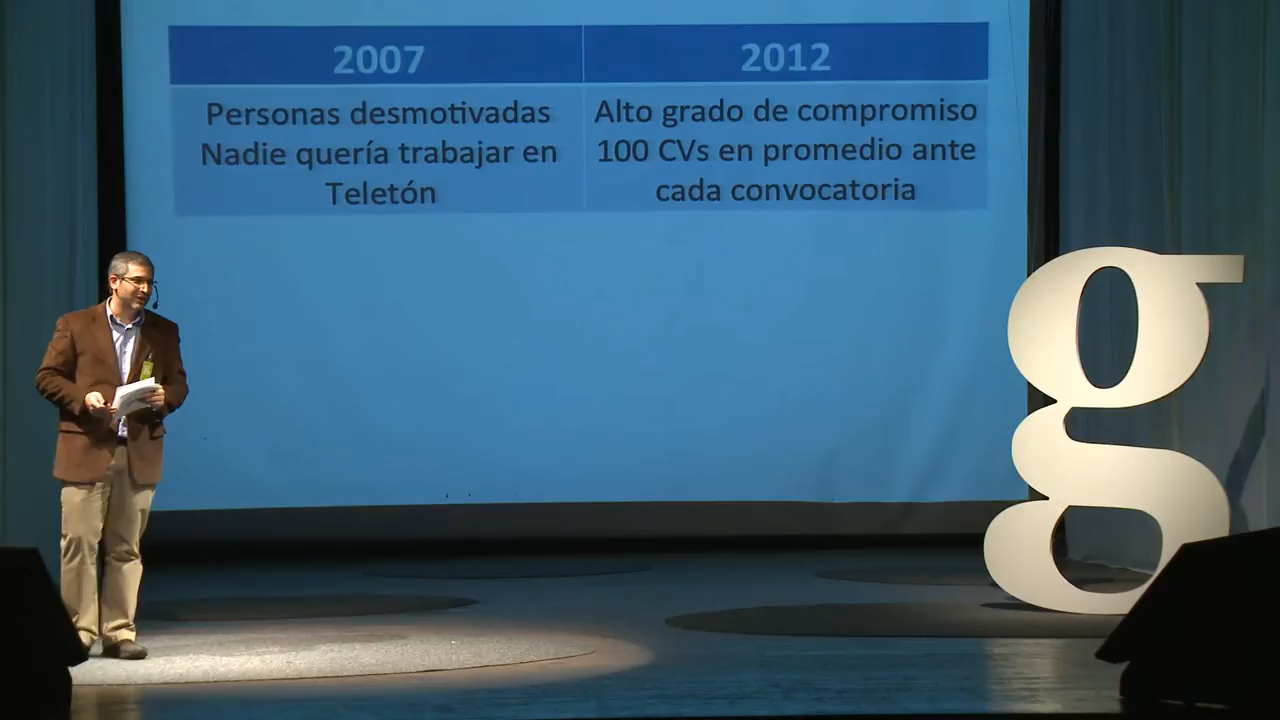 2007
2012
Personas desmotivadas
Nadie quería trabajar en
Teletón
Alto grado de compromiso
100 CVs en promedio ante
cada convocatoria
g